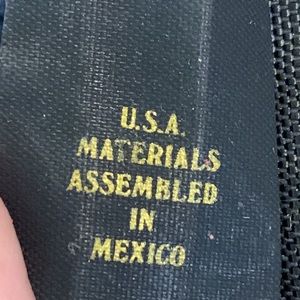 U.S.A.
MATERIALS
ASSEMBLED
IN
MEXICO